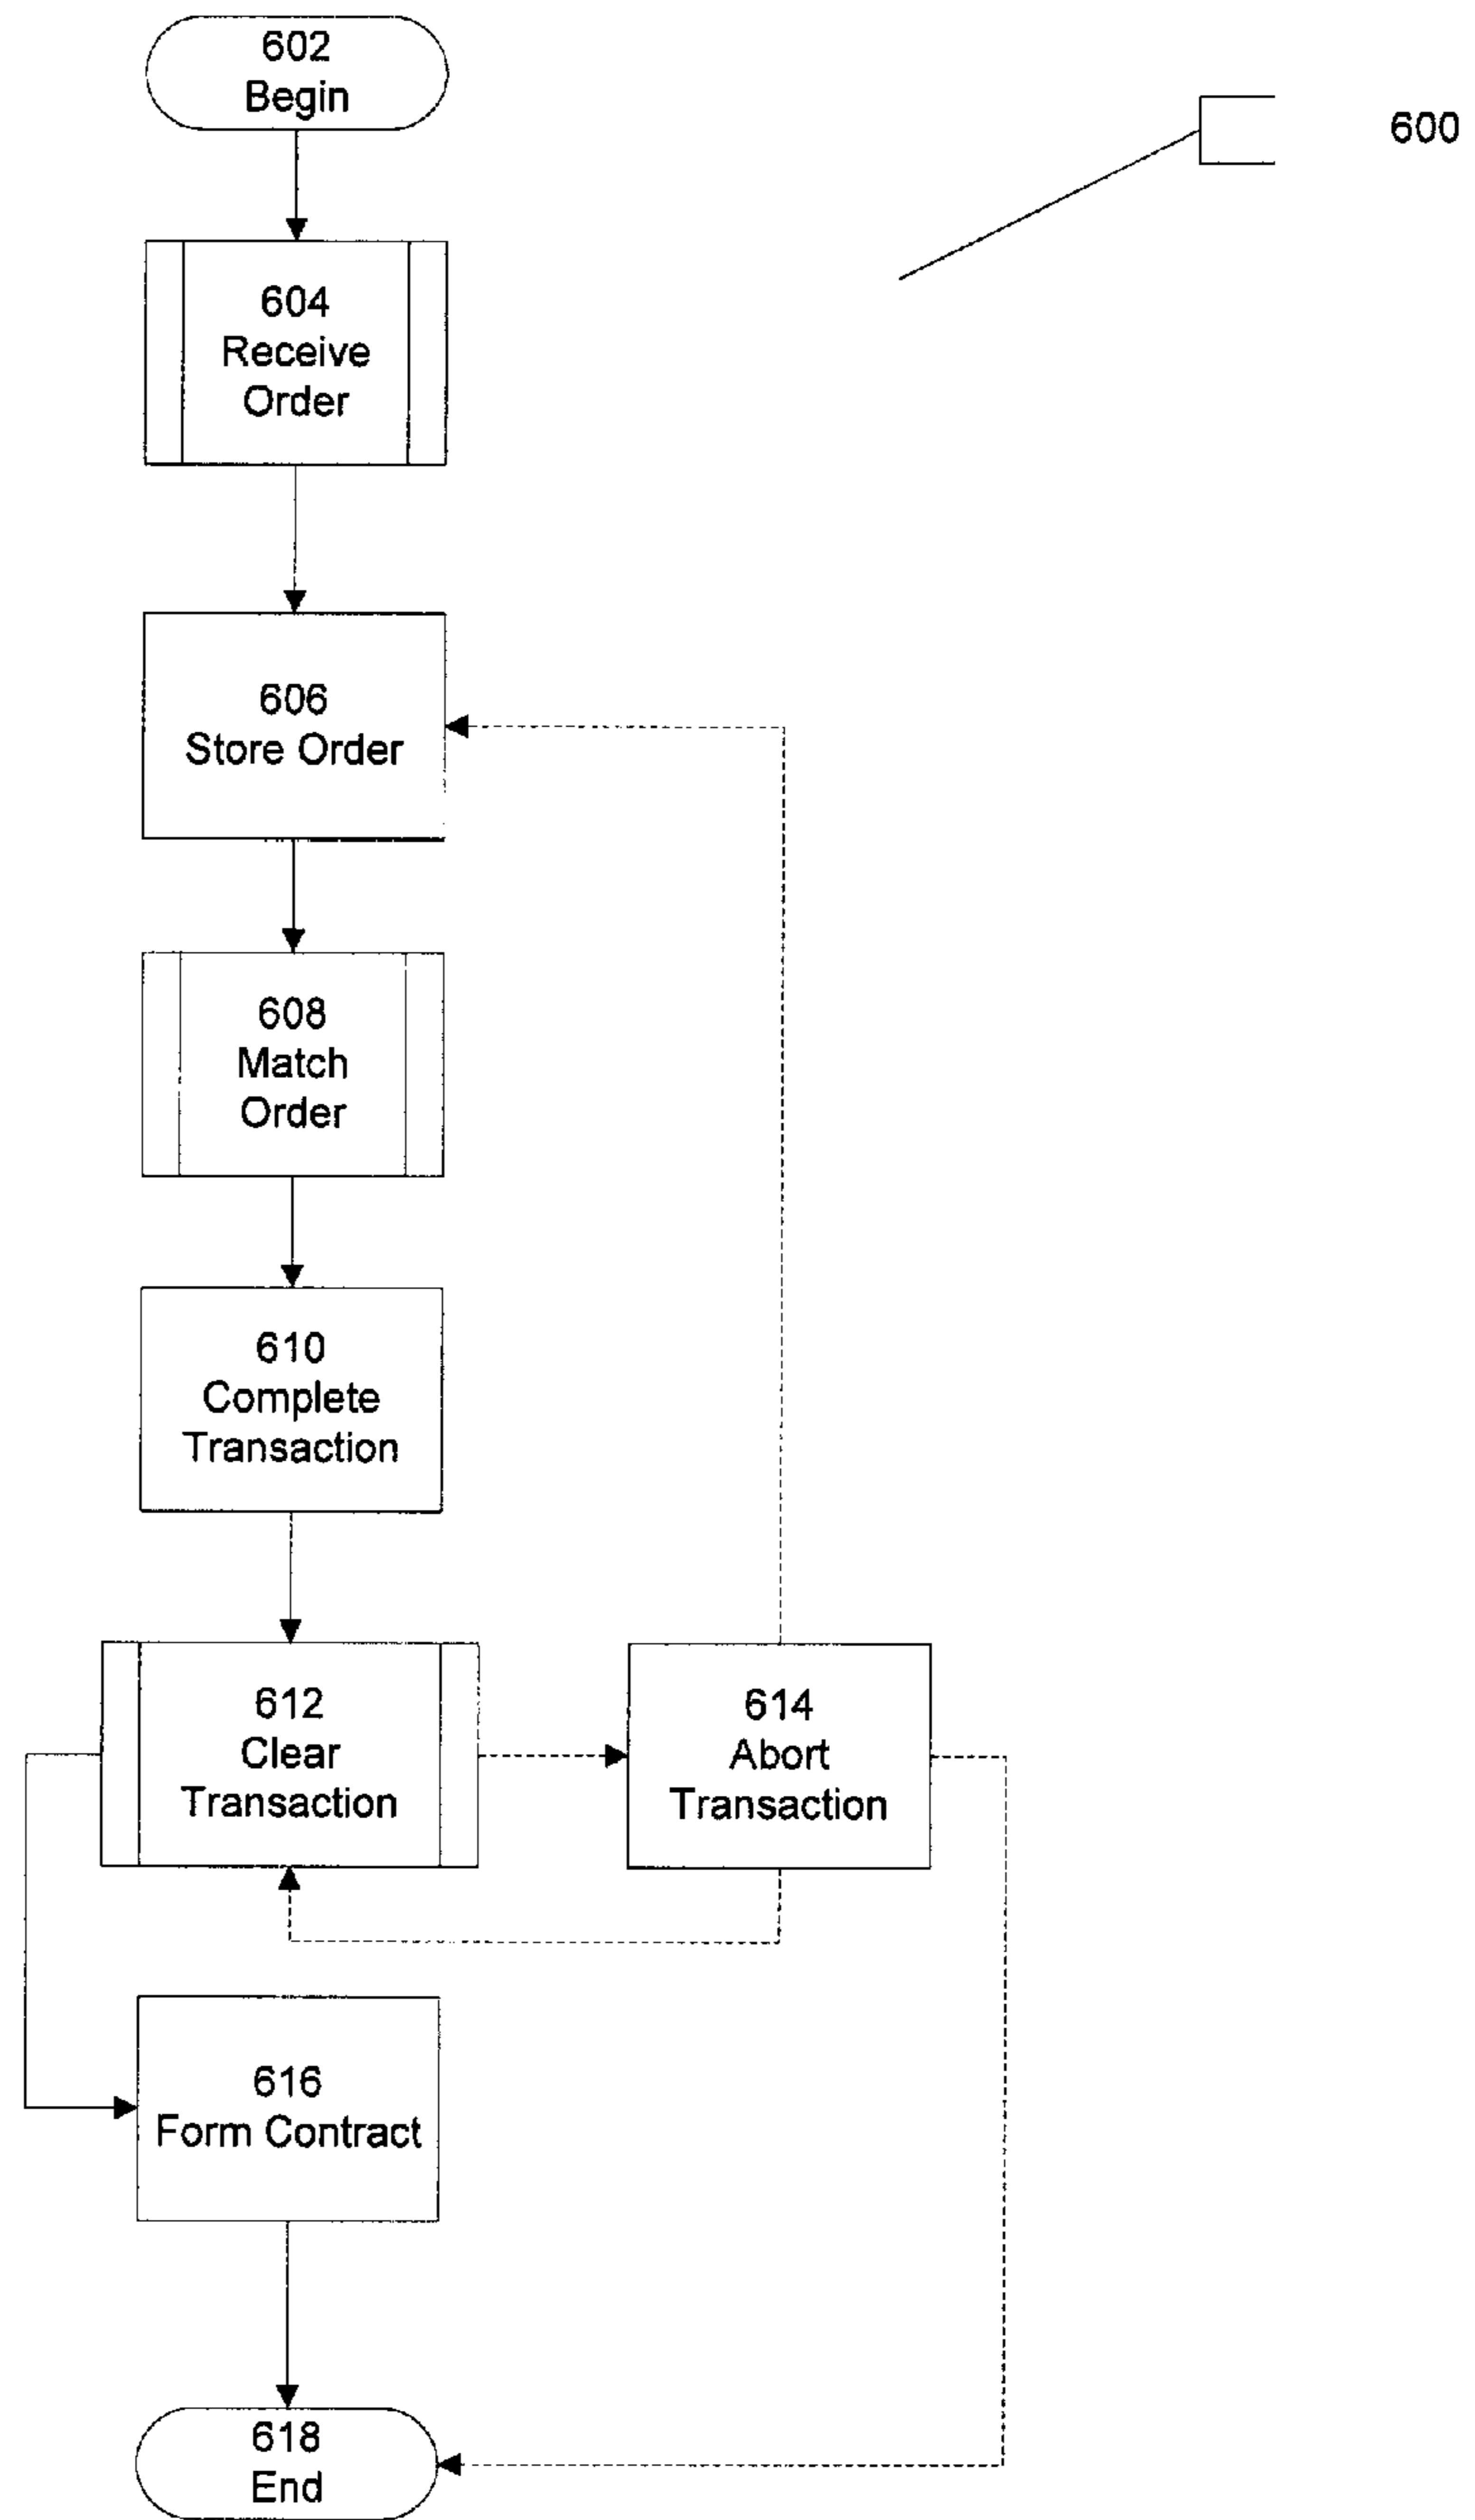 602
Begin
600
604
Receive
Order
606
Store Order
608
Match
Order
610
Complete
Transaction
612
Clear
Transaction
614
Abort
Transaction
616
Form Contract
618
End